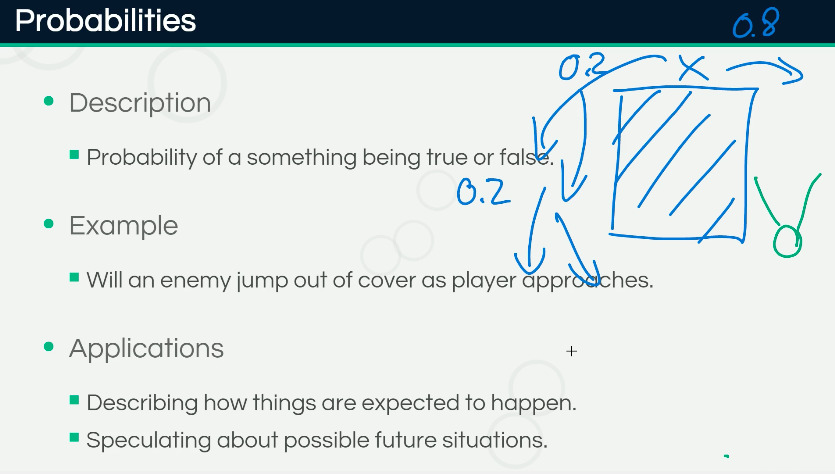 Probabilities
0.8
0.2
X
Description
Probability of a something being true or false.
0.2
Example
Will an enemy jump out of cover as player approaches.
Applications
Describing how things are expected to happen.
Speculating about possible future situations.